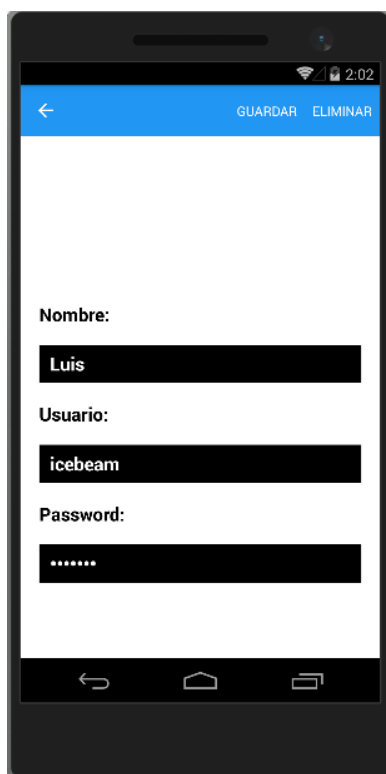 2:02
GUARDAR ELIMINAR
Nombre:
Luis
Usuario:
icebeam
Password:
•••••••